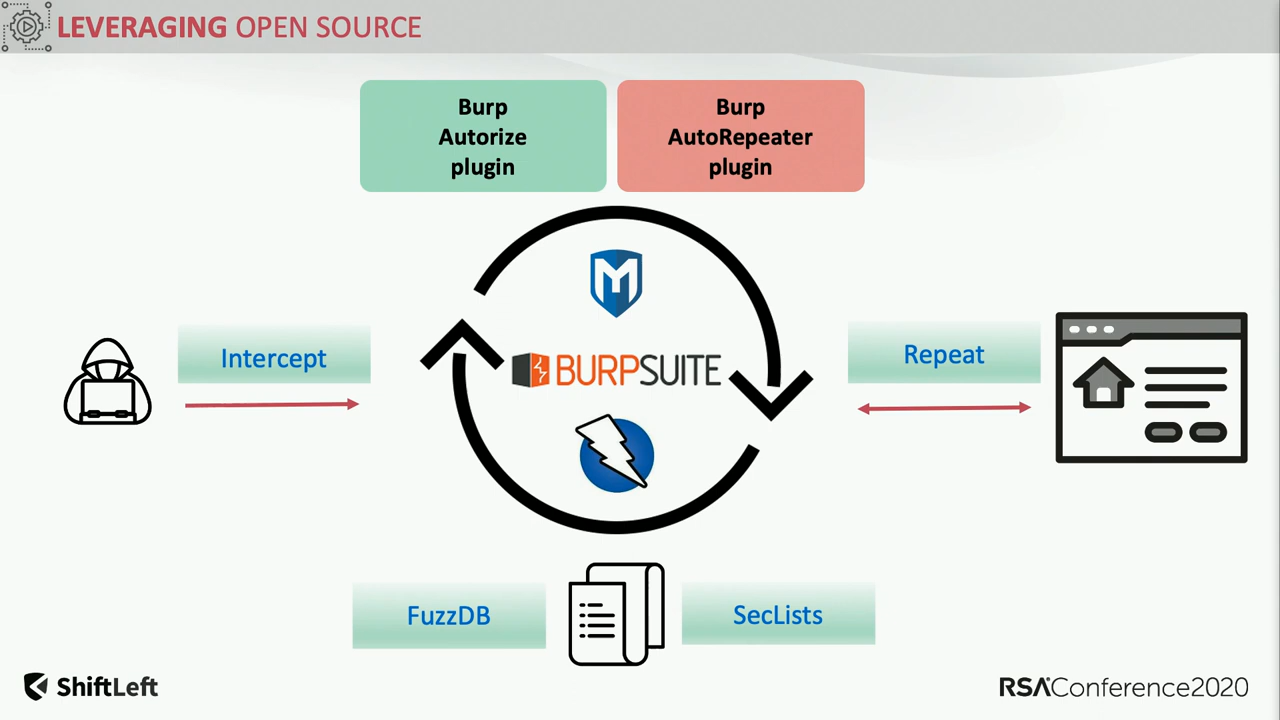 LEVERAGING OPEN SOURCE
Burp
Autorize
plugin
Burp
AutoRepeater
plugin
M
Intercept
BURPSUITE
Repeat
FuzzDB
SecLists
ShiftLeft
RSAConference2020